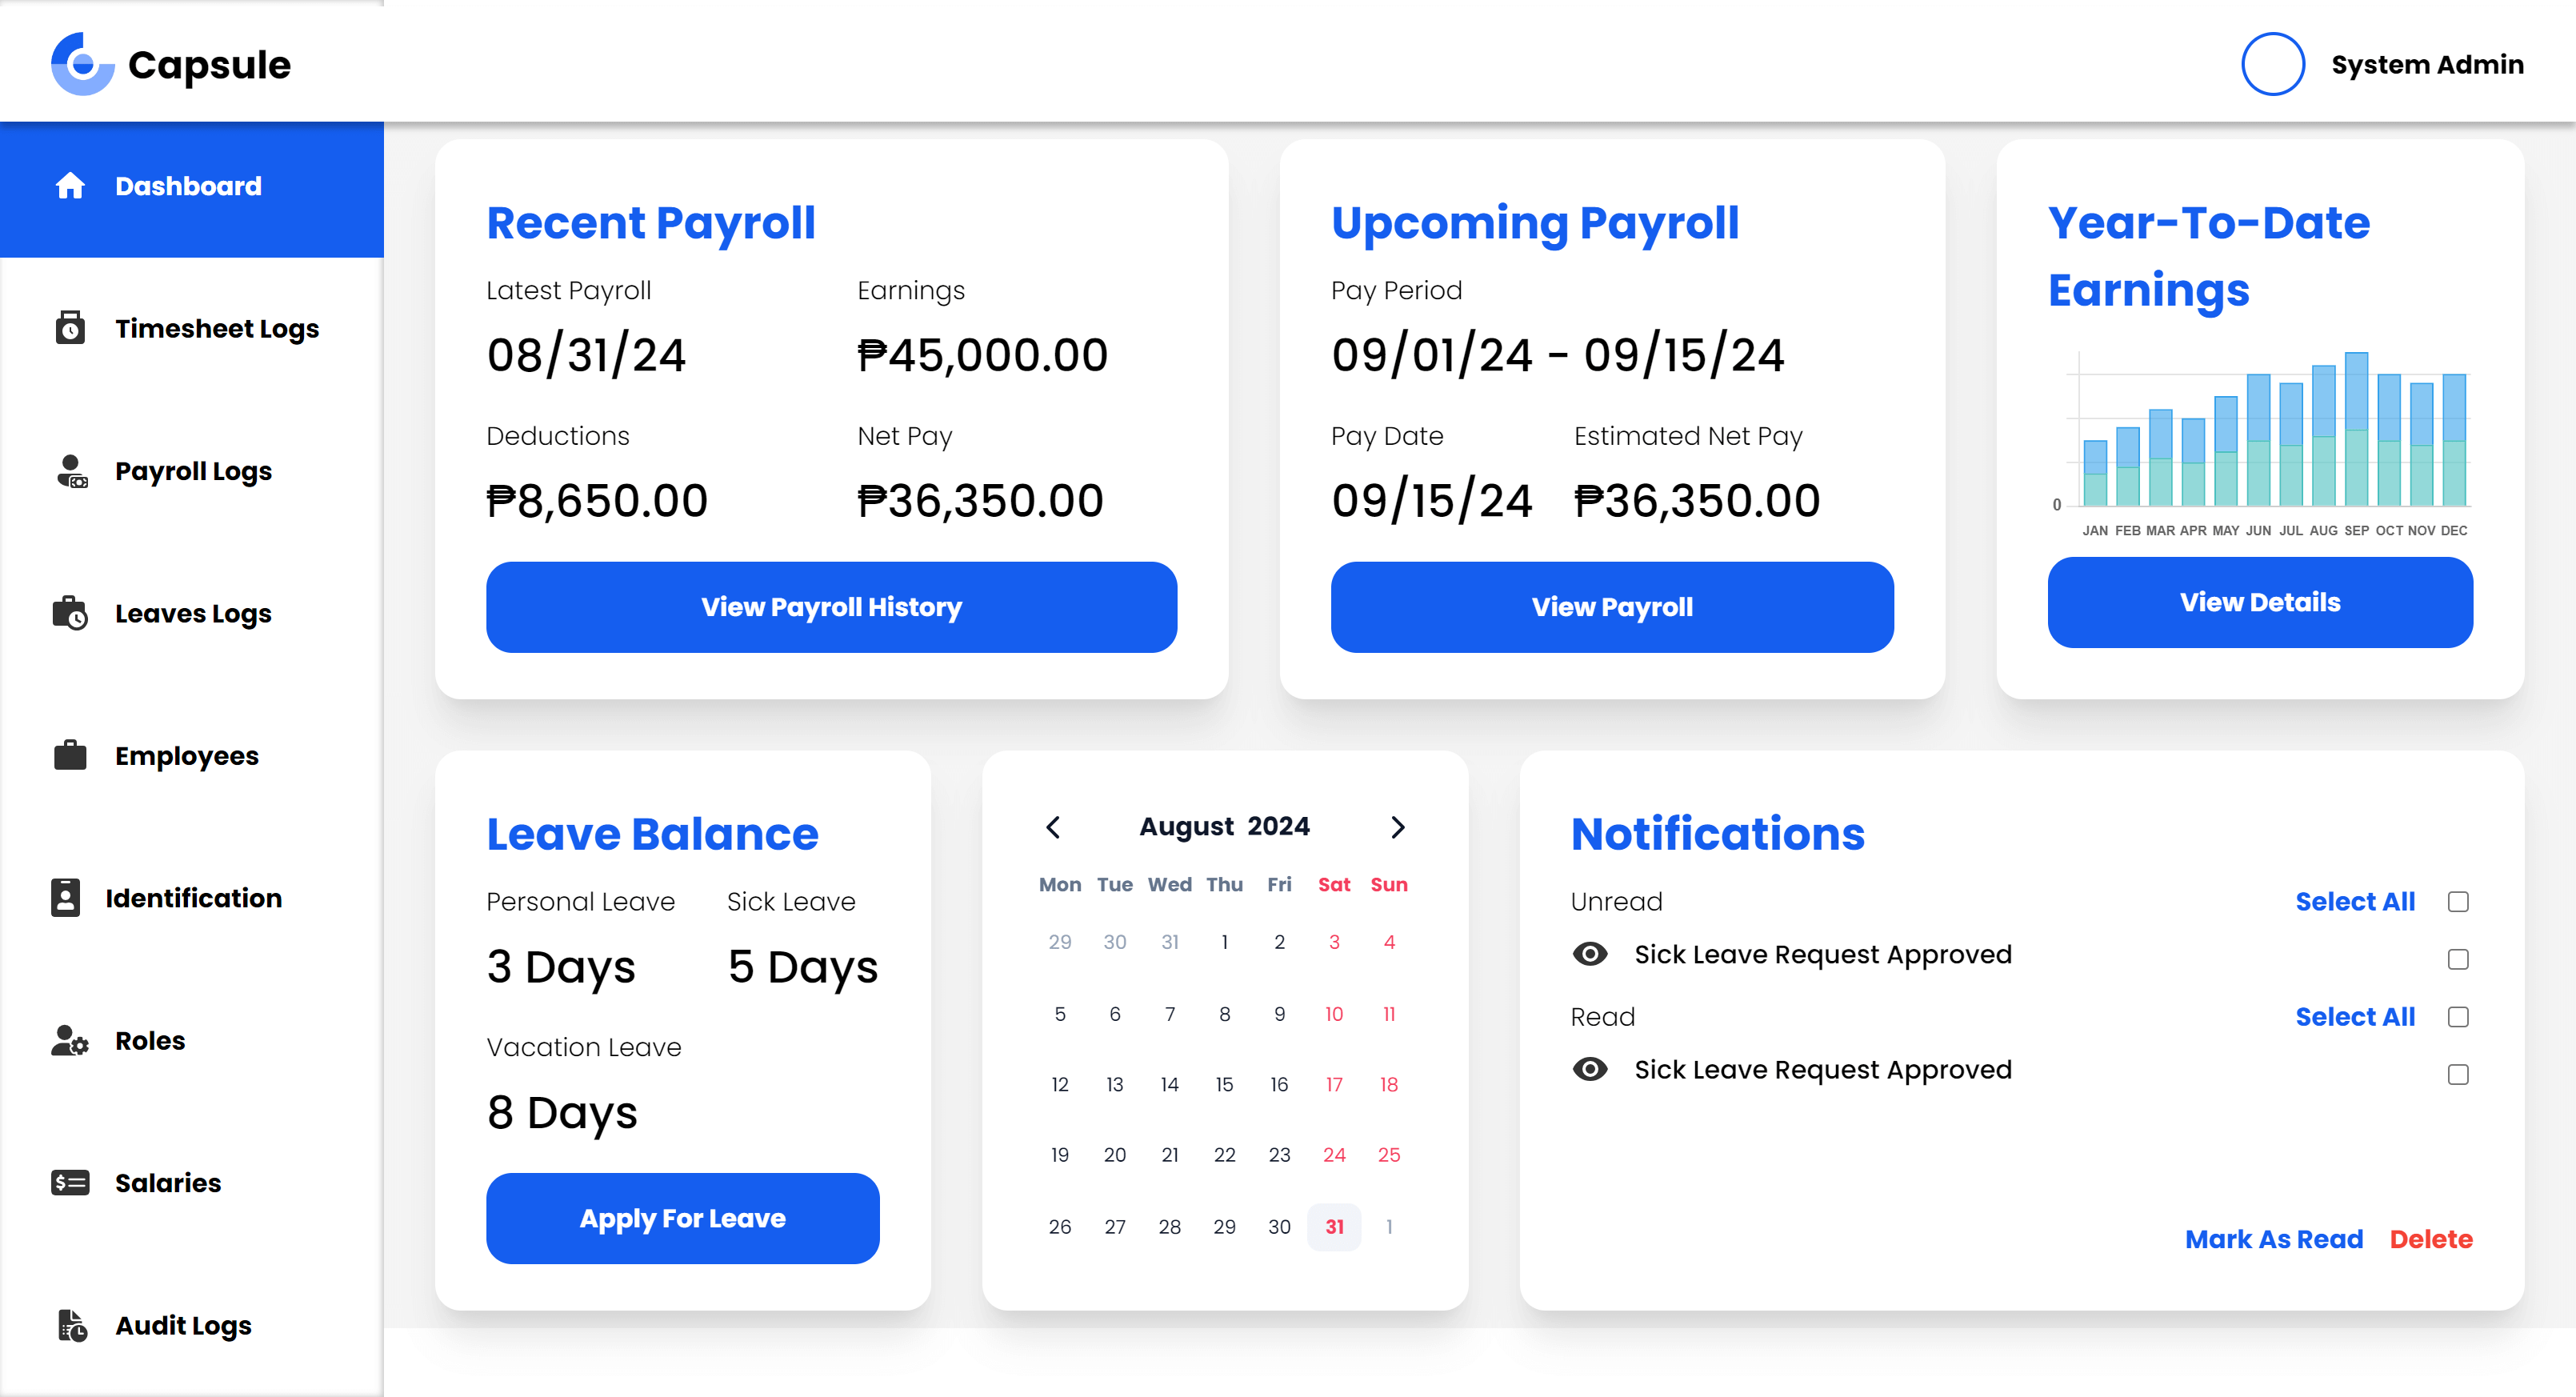 Capsule
System Admin
Dashboard
Timesheet Logs
Payroll Logs
Leaves Logs
Employees
Identification
Roles
Salaries
Audit Logs
Recent Payroll
Latest Payroll Earnings
08/31/24 ₱45,000.00
Deductions Net Pay
₱8,650.00 ₱36,350.00
View Payroll History
Upcoming Payroll
Pay Period
09/01/24 - 09/15/24
Pay Date Estimated Net Pay
09/15/24 ₱36,350.00
View Payroll
Year-To-Date
Earnings
0
JAN FEB MAR APR MAY JUN JUL AUG SEP OCT NOV DEC
View Details
Leave Balance
Personal Leave Sick Leave
3 Days 5 Days
Vacation Leave
8 Days
Apply For Leave
August 2024
Mon Tue Wed Thu Fri Sat Sun
29 30 31 1 2 3 4
5 6 7 8 9 10 11
12 13 14 15 16 17 18
19 20 21 22 23 24 25
26 27 28 29 30 31 1
Notifications
Unread Select All
Sick Leave Request Approved
Read Select All
Sick Leave Request Approved
Mark As Read Delete